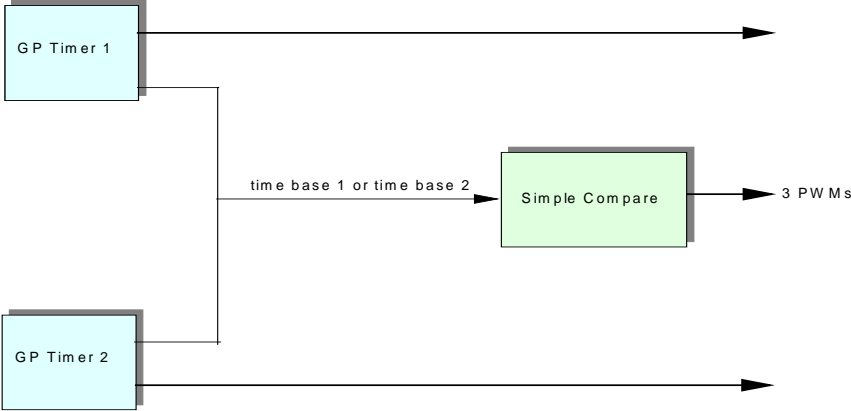 GP Timer 1
time base 1 or time base 2
Simple Compare
3 PWMs
GP Timer 2